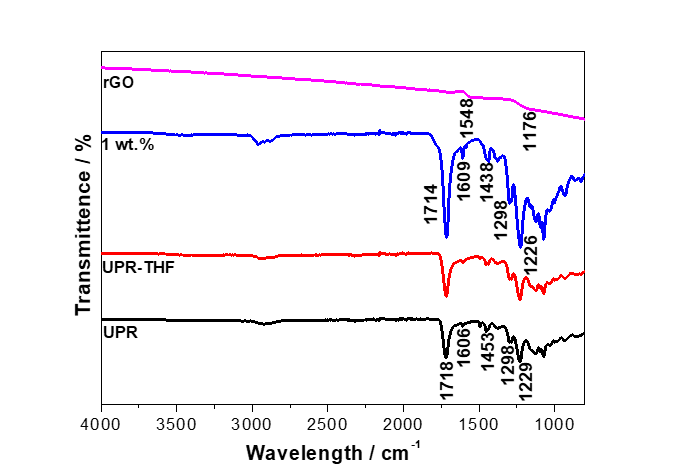 rGO
1548
1176
1 wt.%
1714
1609
1438
1298
1226
UPR-THF
UPR
1718
1606
1453
1298
1229
Transmittence / %
4000 3500 3000 2500 2000 1500 1000
Wavelength / cm⁻¹